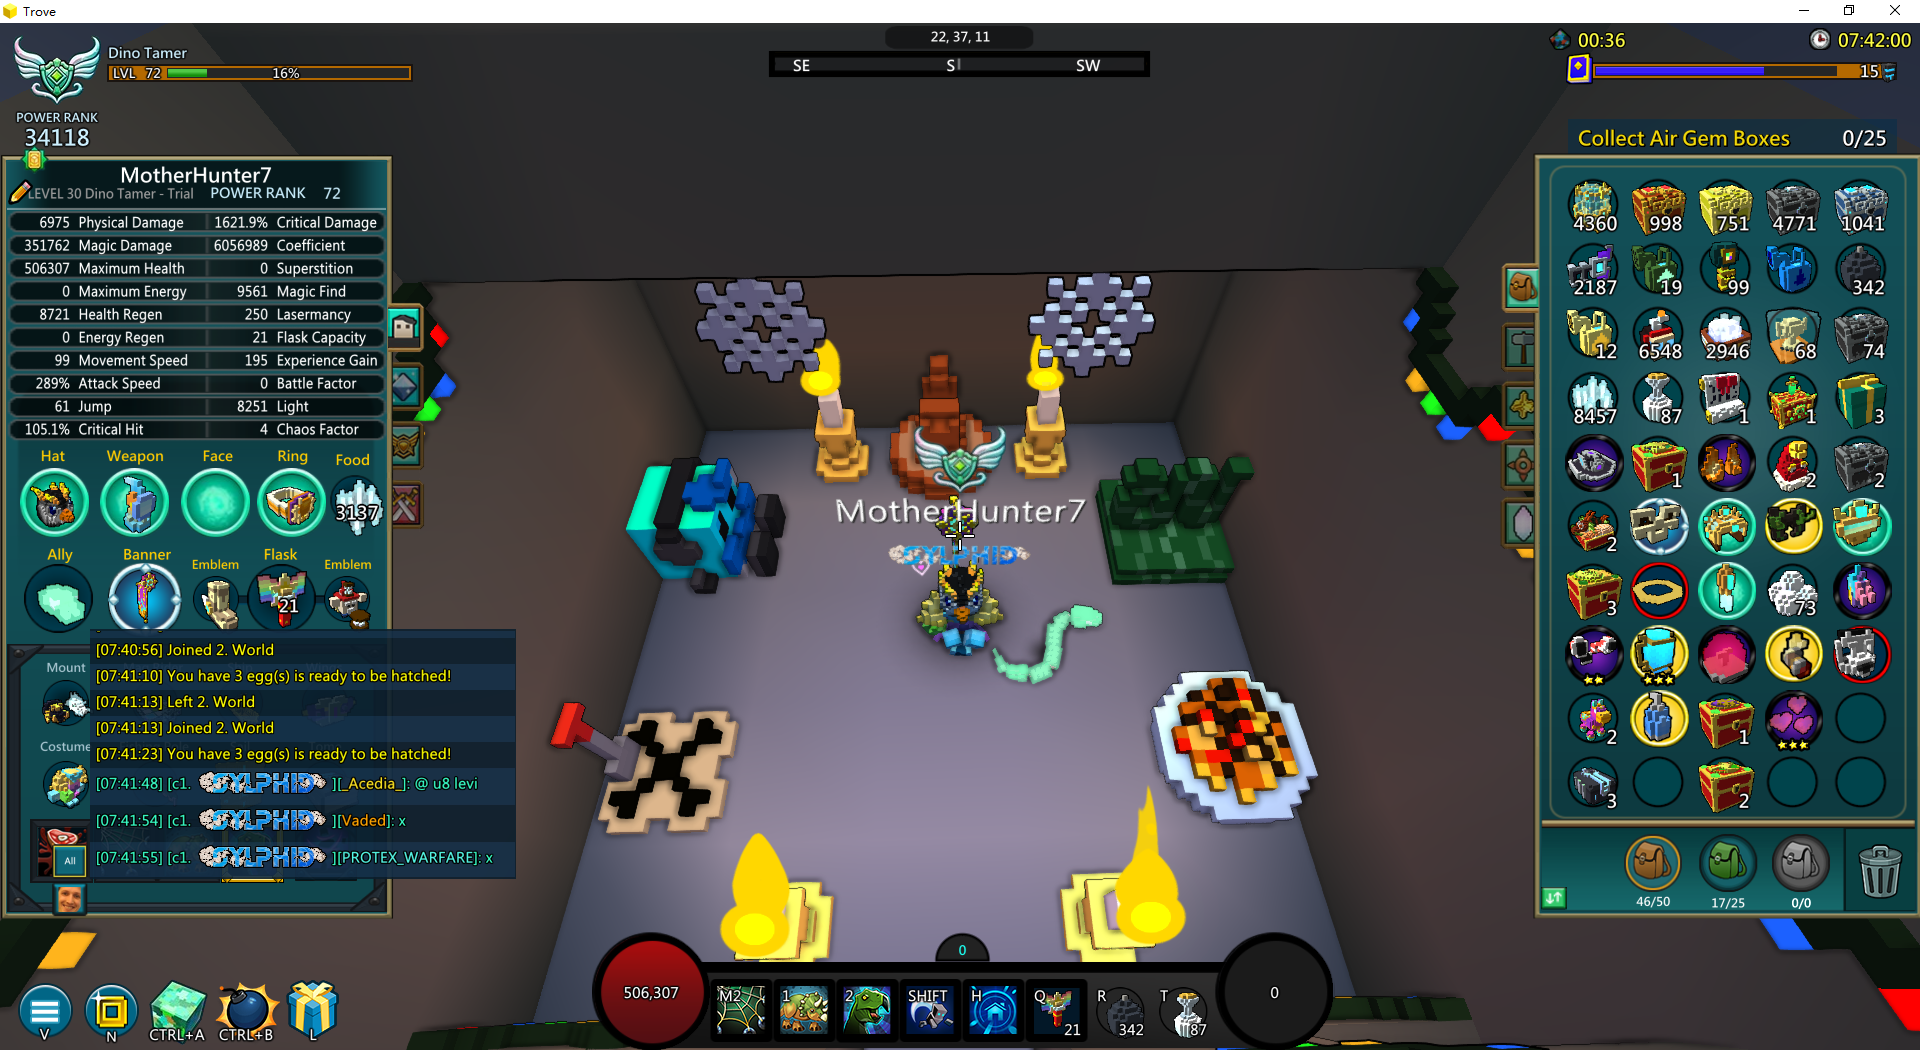 Trove
Dino Tamer
LVL 72 16%
POWER RANK
34118
22, 37, 11
SE S SW
00:36 07:42:00
15
Collect Air Gem Boxes 0/25
MotherHunter7
LEVEL 30 Dino Tamer - Trial POWER RANK 72
6975 Physical Damage 1621.9% Critical Damage
351762 Magic Damage 6056989 Coefficient
506307 Maximum Health 0 Superstition
0 Maximum Energy 9561 Magic Find
8721 Health Regen 250 Lasermancy
0 Energy Regen 21 Flask Capacity
99 Movement Speed 195 Experience Gain
289% Attack Speed 0 Battle Factor
61 Jump 8251 Light
105.1% Critical Hit 4 Chaos Factor
Hat Weapon Face Ring Food
3137
Ally Banner Emblem Flask Emblem
21
Mount
Costume
All
[07:40:56] Joined 2. World
[07:41:10] You have 3 egg(s) is ready to be hatched!
[07:41:13] Left 2. World
[07:41:13] Joined 2. World
[07:41:23] You have 3 egg(s) is ready to be hatched!
[07:41:48] [c1. SYLPHID ][_Acedia_]: @ u8 levi
[07:41:54] [c1. SYLPHID ][Vaded]: x
[07:41:55] [c1. SYLPHID ][PROTEX_WARFARE]: x
MotherHunter7
SYLPHID
4360 998 751 4771 1041
2187 19 99 342
12 6548 2946 68 74
8457 87 1 1 3
1 2 2
2
3 73
2 1
3 2
46/50 17/25 0/0
V N CTRL+A CTRL+B L
506,307
0
M2 1 2 SHIFT H Q 21 R 342 T 87
0